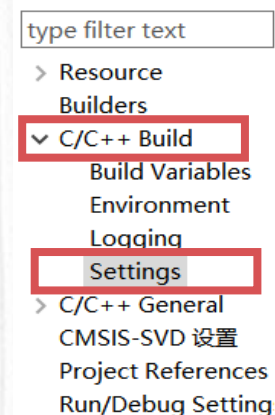 type filter text
Resource
Builders
C/C++ Build
Build Variables
Environment
Logging
Settings
C/C++ General
CMSIS-SVD 设置
Project References
Run/Debug Setting